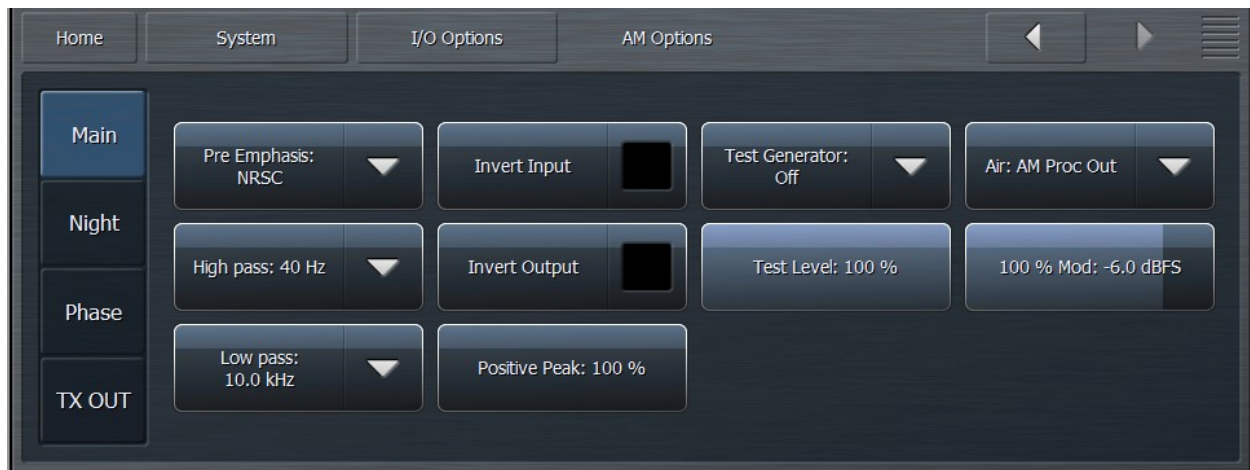 Home
System
I/O Options
AM Options
Main
Night
Phase
TX OUT
Pre Emphasis:
NRSC
Invert Input
Test Generator:
Off
Air: AM Proc Out
High pass: 40 Hz
Invert Output
Test Level: 100 %
100 % Mod: -6.0 dBFS
Low pass:
10.0 kHz
Positive Peak: 100 %